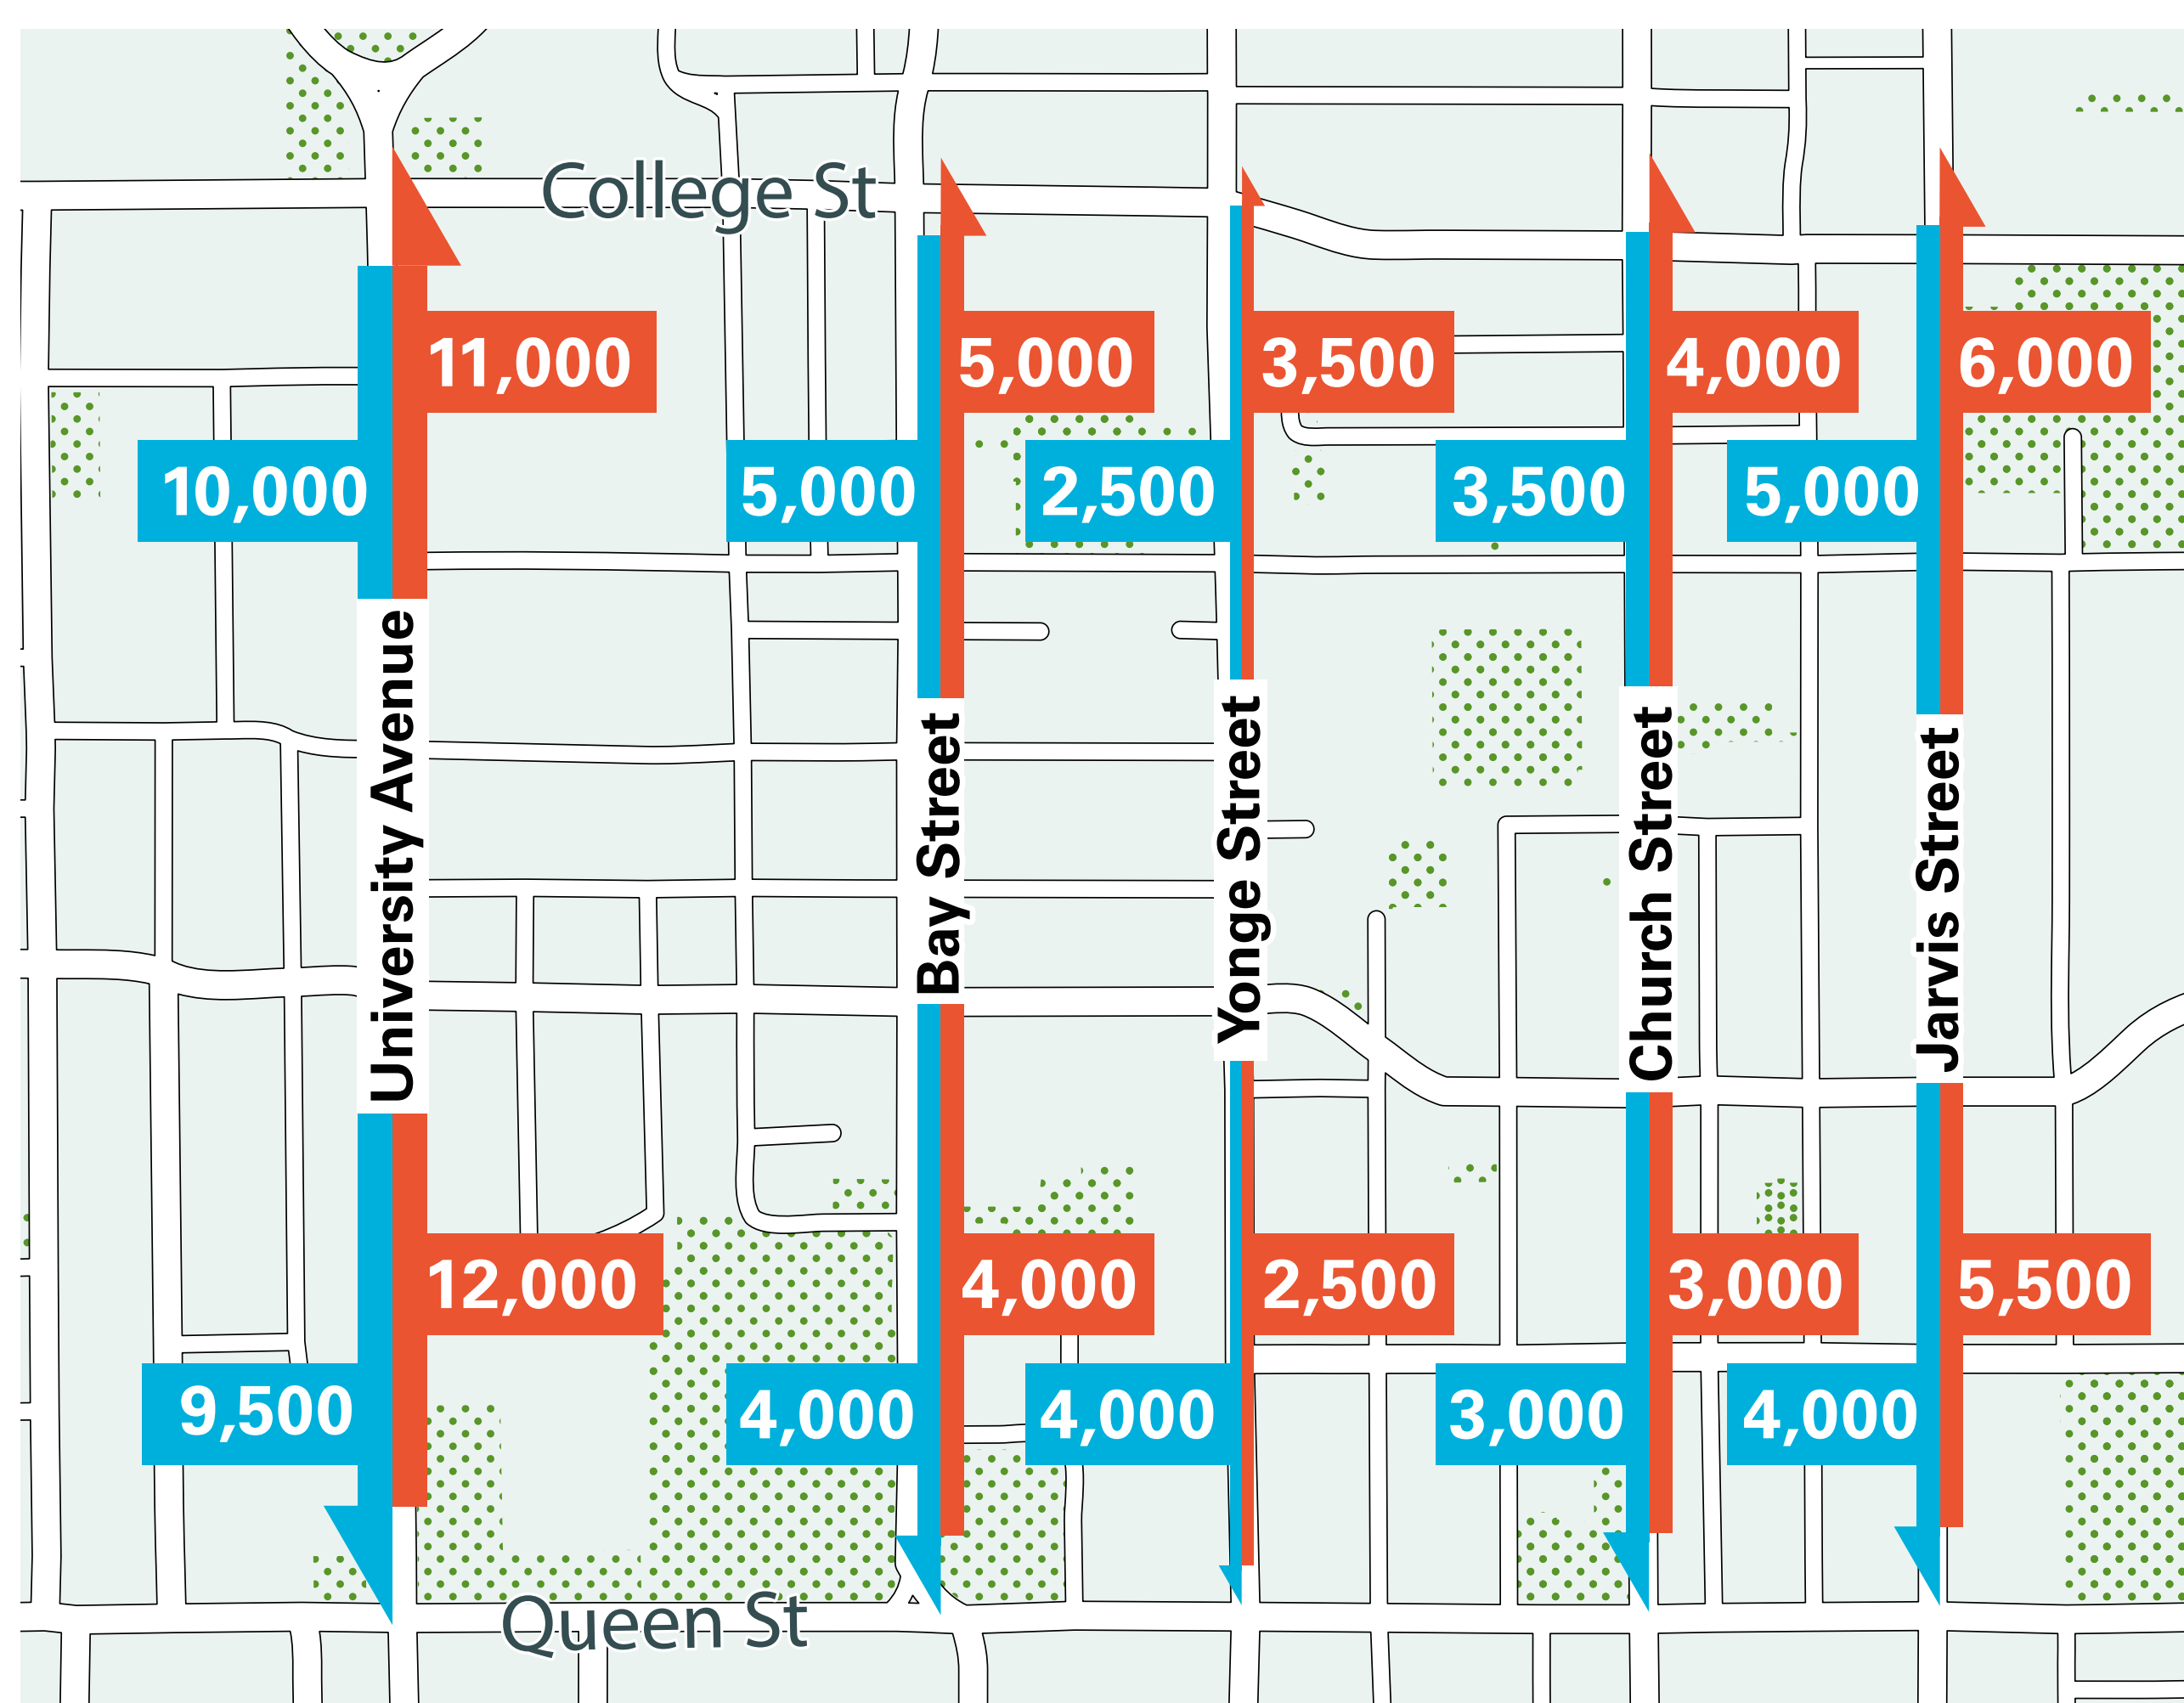 College St
11,000
5,000
3,500
4,000
6,000
10,000
5,000
2,500
3,500
5,000
University Avenue
Bay Street
Yonge Street
Church Street
Jarvis Street
12,000
4,000
2,500
3,000
5,500
9,500
4,000
4,000
3,000
4,000
Queen St